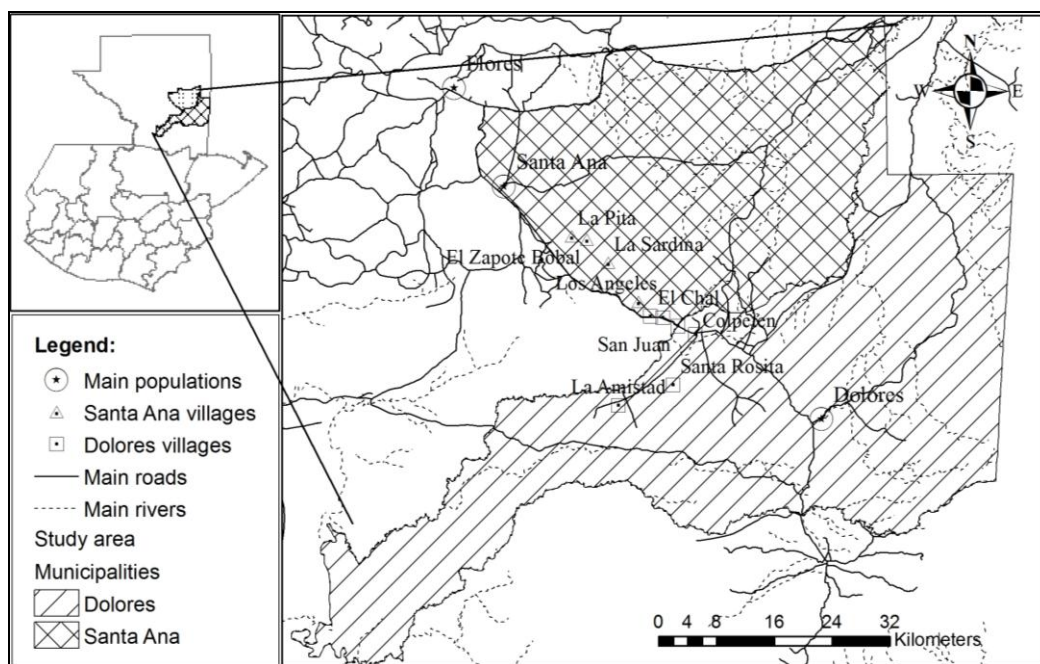 Legend:
Main populations
Santa Ana villages
Dolores villages
Main roads
Main rivers
Study area
Municipalities
Dolores
Santa Ana
Flores
N
W E
S
Santa Ana
La Pita
La Sardina
El Zapote Bobal
Los Angeles
El Chal
Colpeten
San Juan
Santa Rosita
La Amistad
Dolores
0 4 8 16 24 32
Kilometers